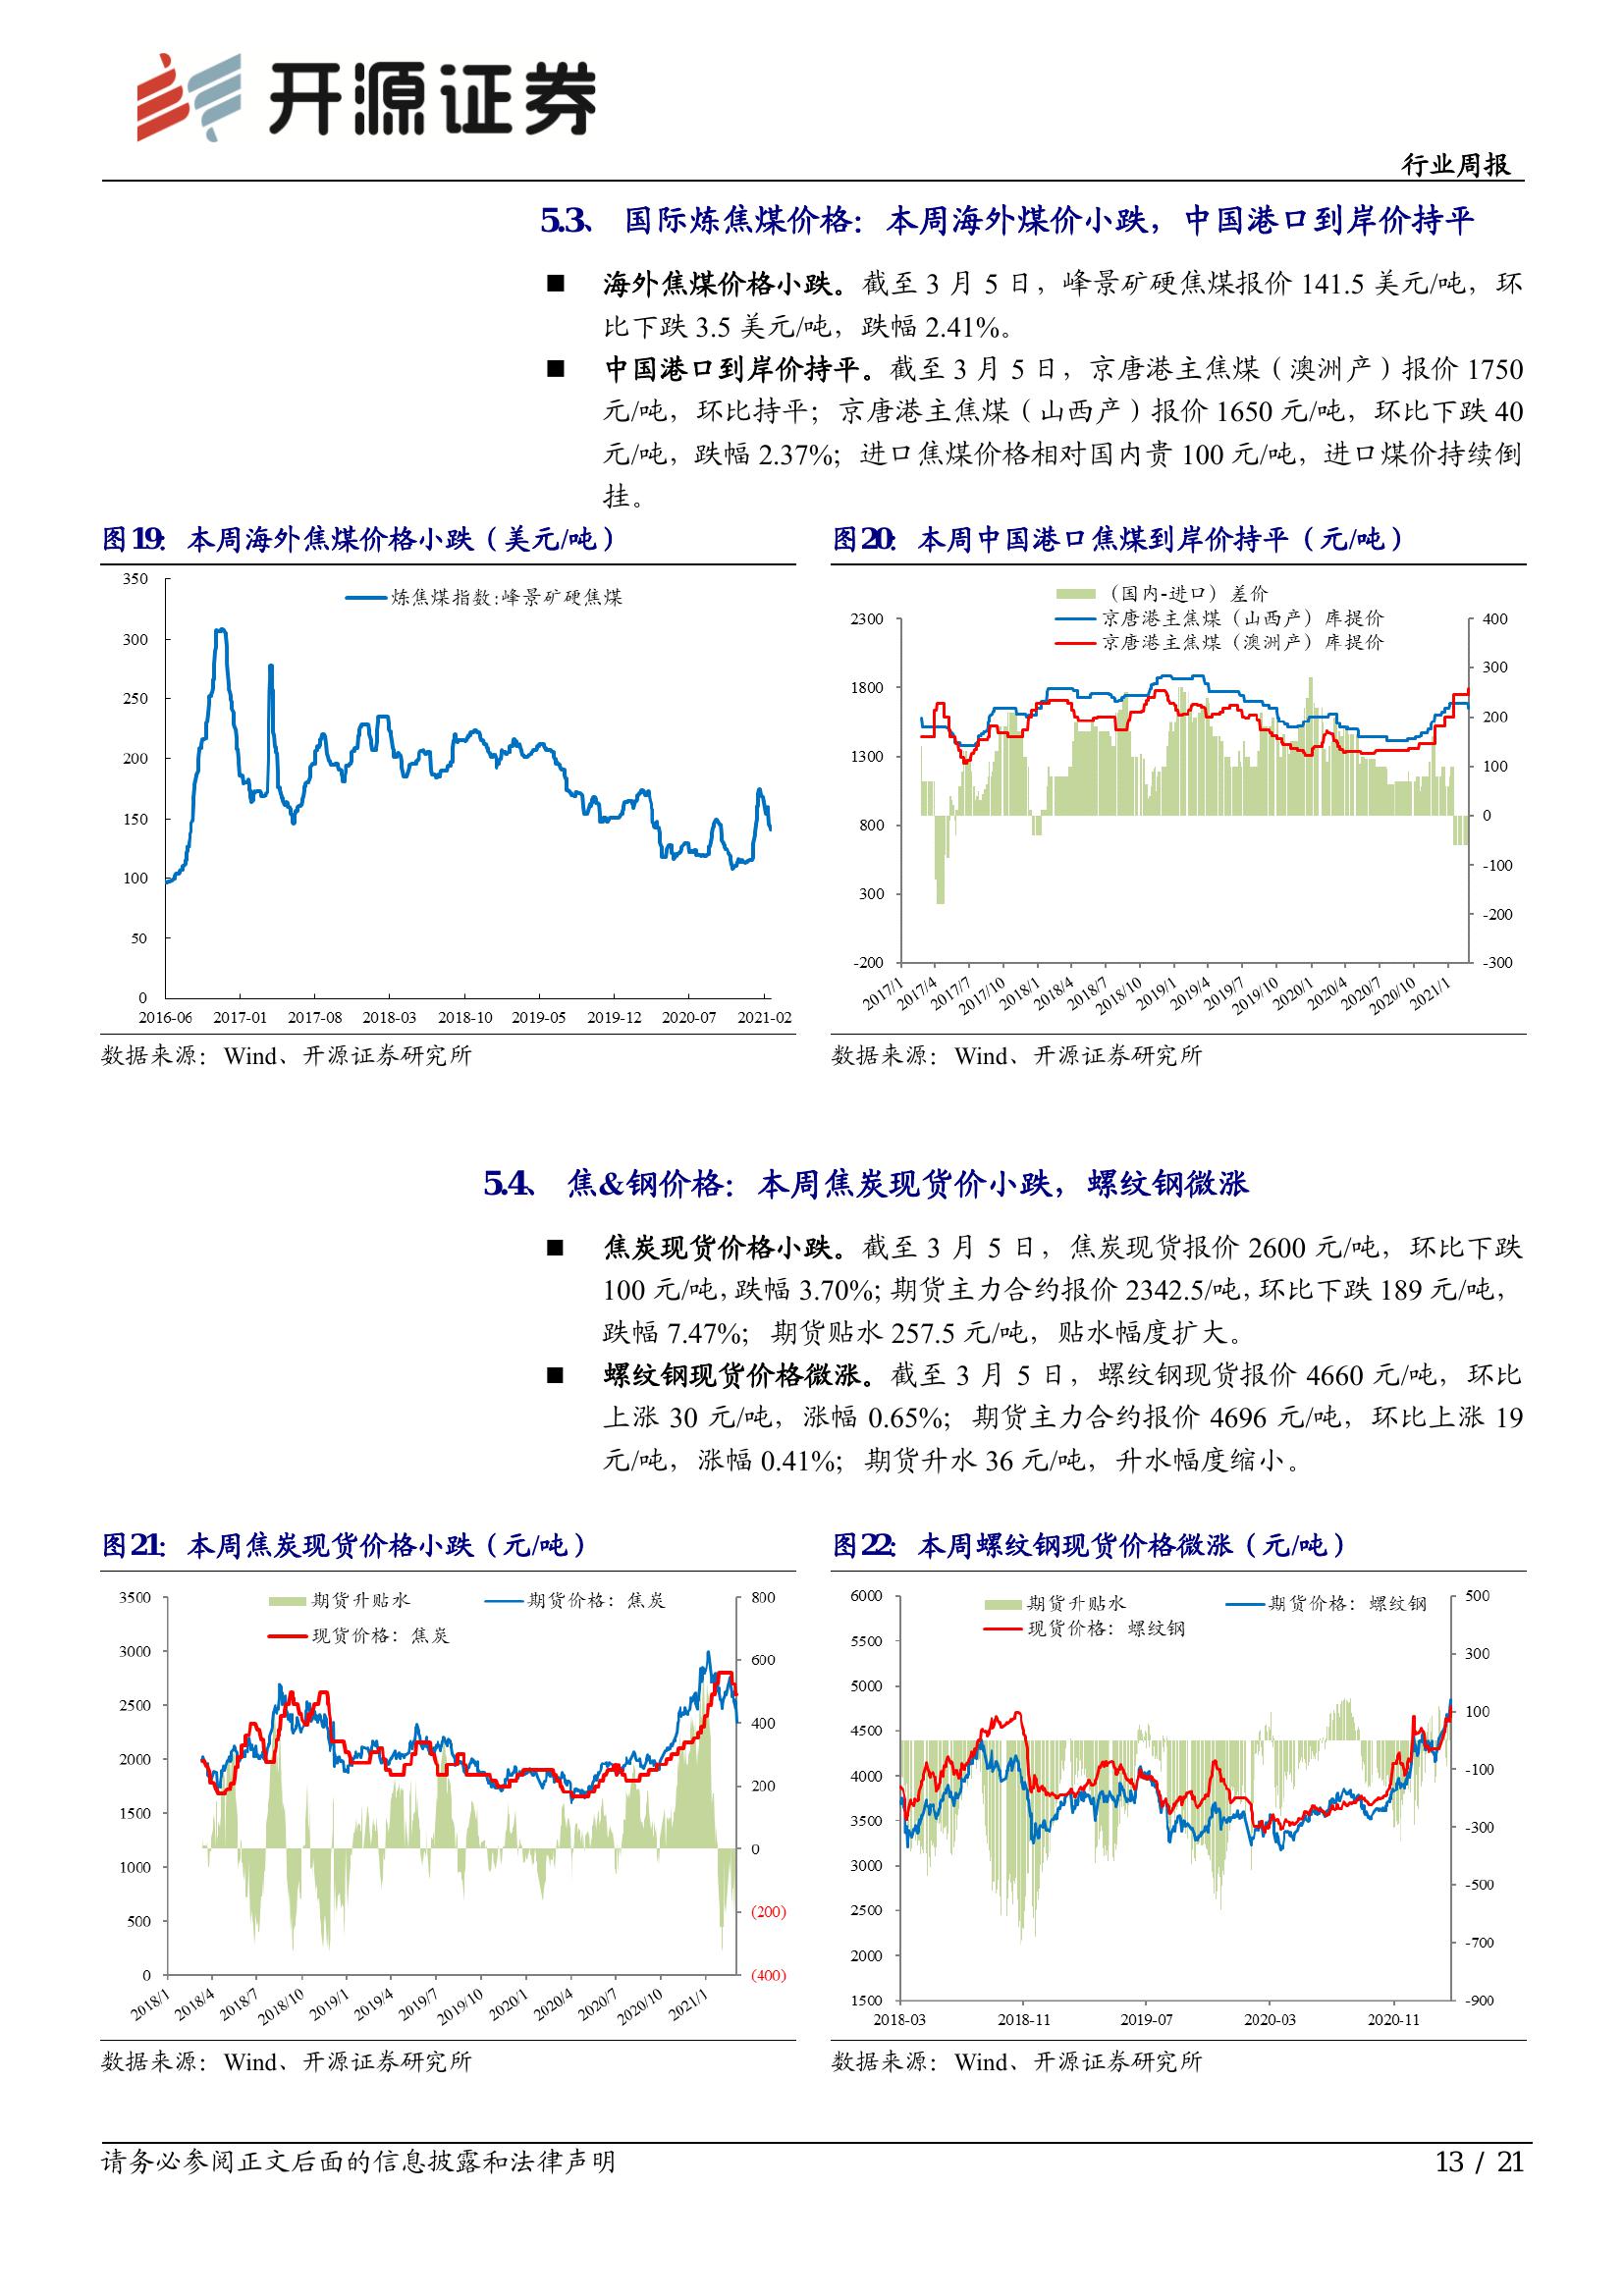 开源证券
行业周报
5.3、 国际炼焦煤价格：本周海外煤价小跌，中国港口到岸价持平
■ 海外焦煤价格小跌。截至 3 月 5 日，峰景矿硬焦煤报价 141.5 美元/吨，环
比下跌 3.5 美元/吨，跌幅 2.41%。
■ 中国港口到岸价持平。截至 3 月 5 日，京唐港主焦煤（澳洲产）报价 1750
元/吨，环比持平；京唐港主焦煤（山西产）报价 1650 元/吨，环比下跌 40
元/吨，跌幅 2.37%；进口焦煤价格相对国内贵 100 元/吨，进口煤价持续倒
挂。
图19： 本周海外焦煤价格小跌（美元/吨）
炼焦煤指数:峰景矿硬焦煤
350
300
250
200
150
100
50
0
2016-06 2017-01 2017-08 2018-03 2018-10 2019-05 2019-12 2020-07 2021-02
数据来源：Wind、开源证券研究所
图20： 本周中国港口焦煤到岸价持平（元/吨）
（国内-进口）差价
京唐港主焦煤（山西产）库提价
京唐港主焦煤（澳洲产）库提价
2300
1800
1300
800
300
-200
400
300
200
100
0
-100
-200
-300
2017/1 2017/4 2017/7 2017/10 2018/1 2018/4 2018/7 2018/10 2019/1 2019/4 2019/7 2019/10 2020/1 2020/4 2020/7 2020/10 2021/1
数据来源：Wind、开源证券研究所
5.4、 焦&钢价格：本周焦炭现货价小跌，螺纹钢微涨
■ 焦炭现货价格小跌。截至 3 月 5 日，焦炭现货报价 2600 元/吨，环比下跌
100 元/吨，跌幅 3.70%；期货主力合约报价 2342.5/吨，环比下跌 189 元/吨，
跌幅 7.47%；期货贴水 257.5 元/吨，贴水幅度扩大。
■ 螺纹钢现货价格微涨。截至 3 月 5 日，螺纹钢现货报价 4660 元/吨，环比
上涨 30 元/吨，涨幅 0.65%；期货主力合约报价 4696 元/吨，环比上涨 19
元/吨，涨幅 0.41%；期货升水 36 元/吨，升水幅度缩小。
图21： 本周焦炭现货价格小跌（元/吨）
期货升贴水 期货价格：焦炭
现货价格：焦炭
3500
3000
2500
2000
1500
1000
500
0
800
600
400
200
0
(200)
(400)
2018/1 2018/4 2018/7 2018/10 2019/1 2019/4 2019/7 2019/10 2020/1 2020/4 2020/7 2020/10 2021/1
数据来源：Wind、开源证券研究所
图22： 本周螺纹钢现货价格微涨（元/吨）
期货升贴水 期货价格：螺纹钢
现货价格：螺纹钢
6000
5500
5000
4500
4000
3500
3000
2500
2000
1500
500
300
100
-100
-300
-500
-700
-900
2018-03 2018-11 2019-07 2020-03 2020-11
数据来源：Wind、开源证券研究所
请务必参阅正文后面的信息披露和法律声明
13 / 21